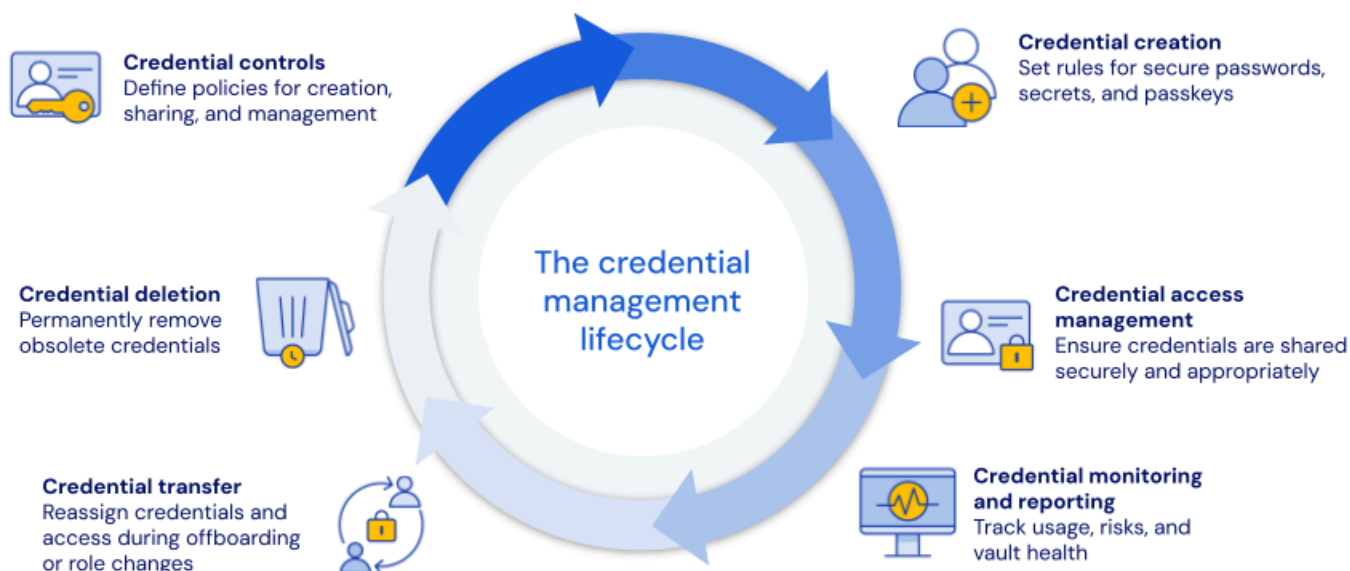 Credential controls
Define policies for creation,
sharing, and management
Credential creation
Set rules for secure passwords,
secrets, and passkeys
The credential
management
lifecycle
Credential deletion
Permanently remove
obsolete credentials
Credential access
management
Ensure credentials are shared
securely and appropriately
Credential transfer
Reassign credentials and
access during offboarding
or role changes
Credential monitoring
and reporting
Track usage, risks, and
vault health